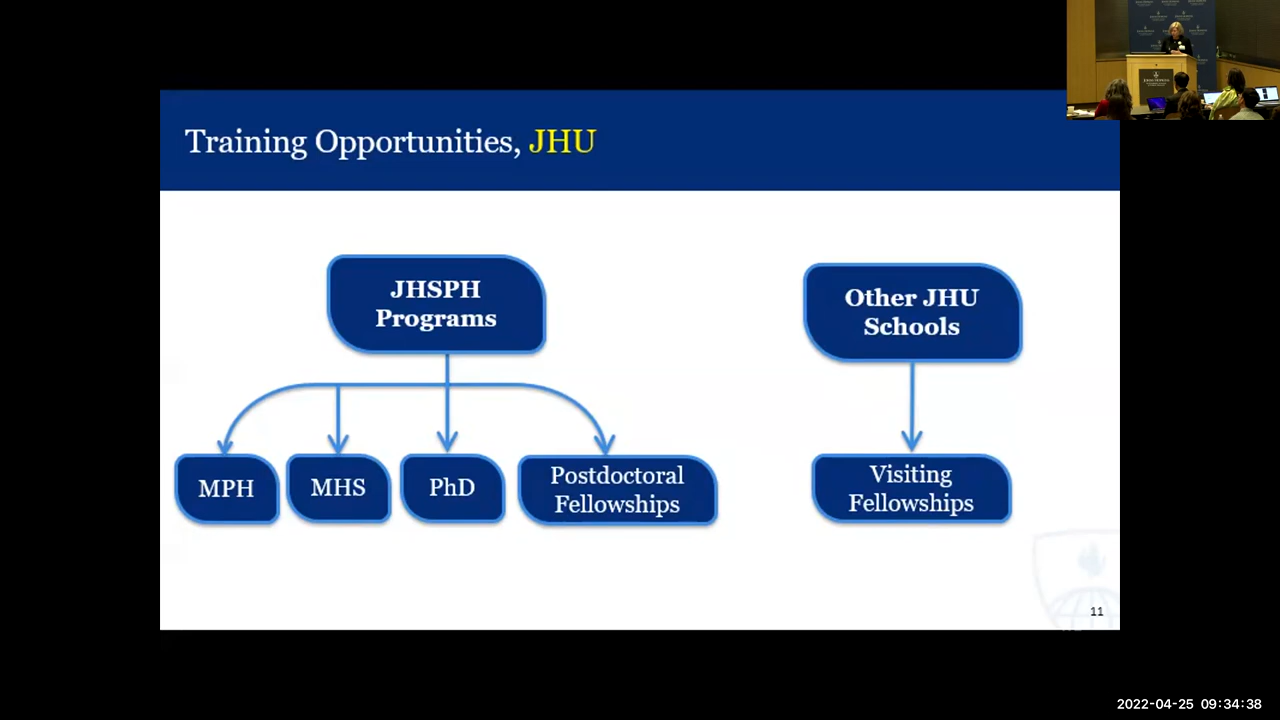 Training Opportunities, JHU
JHSPH
Programs
Other JHU
Schools
MPH
MHS
PhD
Postdoctoral
Fellowships
Visiting
Fellowships
11
2022-04-25 09:34:38